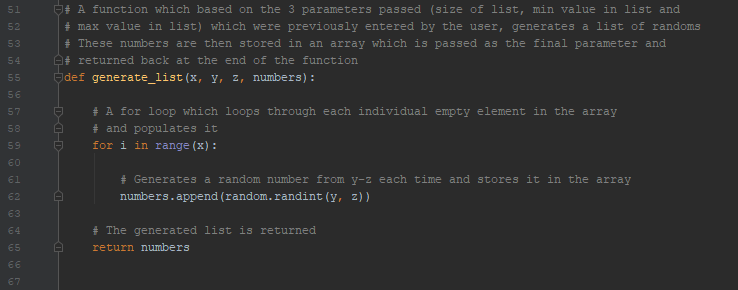 51 # A function which based on the 3 parameters passed (size of list, min value in list and
52 # max value in list) which were previously entered by the user, generates a list of randoms
53 # These numbers are then stored in an array which is passed as the final parameter and
54 # returned back at the end of the function
55 def generate_list(x, y, z, numbers):
56
57 # A for loop which loops through each individual empty element in the array
58 # and populates it
59 for i in range(x):
60
61 # Generates a random number from y-z each time and stores it in the array
62 numbers.append(random.randint(y, z))
63
64 # The generated list is returned
65 return numbers
66
67